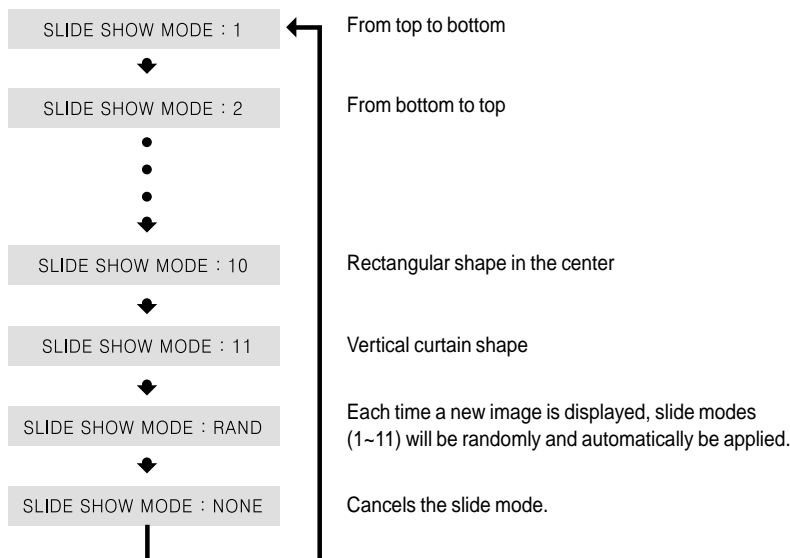 SLIDE SHOW MODE : 1
From top to bottom
SLIDE SHOW MODE : 2
From bottom to top
SLIDE SHOW MODE : 10
Rectangular shape in the center
SLIDE SHOW MODE : 11
Vertical curtain shape
SLIDE SHOW MODE : RAND
Each time a new image is displayed, slide modes
(1~11) will be randomly and automatically be applied.
SLIDE SHOW MODE : NONE
Cancels the slide mode.